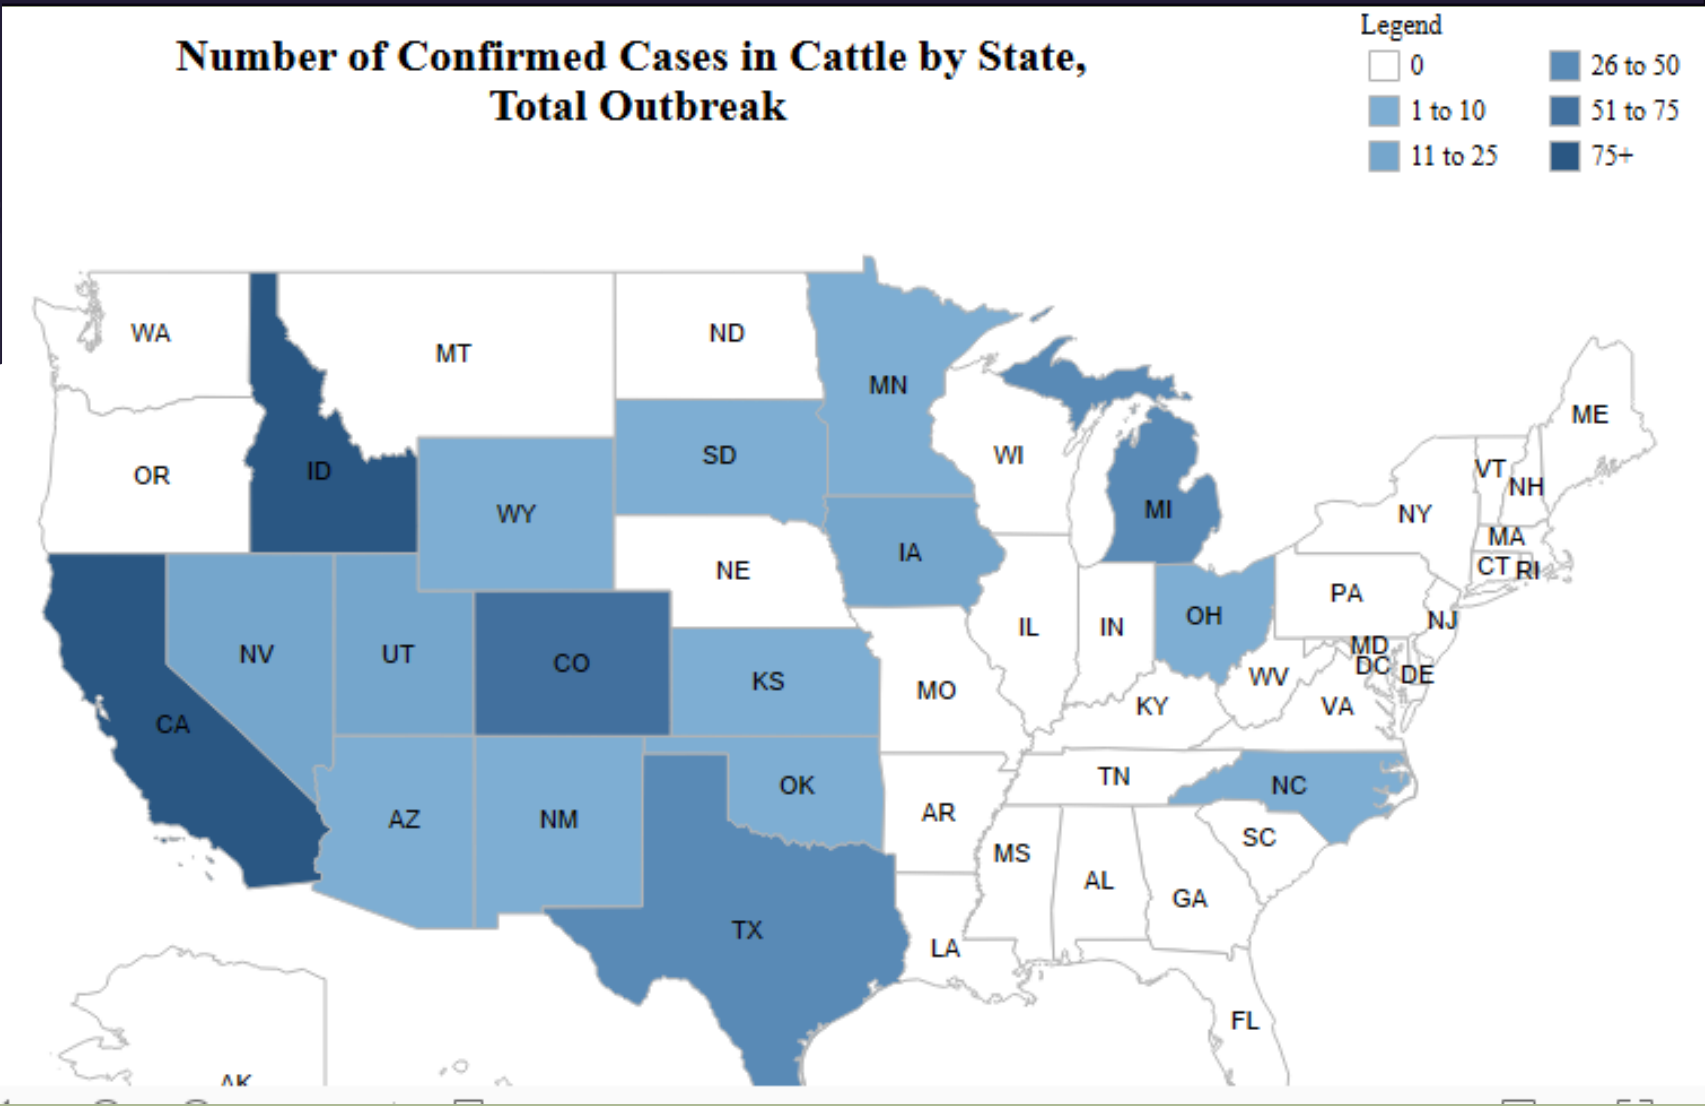 Number of Confirmed Cases in Cattle by State,
Total Outbreak
Legend
0
26 to 50
1 to 10
51 to 75
11 to 25
75+
WA
MT
ND
MN
ME
OR
ID
SD
WI
VT
NH
WY
MI
NY
MA
IA
NE
CT RI
PA
NV
UT
CO
KS
MO
IL
IN
OH
NJ
MD
DC
DE
WV
VA
KY
CA
AZ
NM
OK
AR
TN
NC
SC
MS
AL
GA
TX
LA
FL
AK